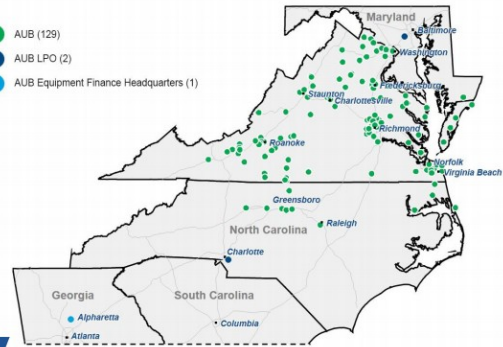 AUB (129)
AUB LPO (2)
AUB Equipment Finance Headquarters (1)
Maryland
Baltimore
Washington
Fredericksburg
Staunton
Charlottesville
Richmond
Roanoke
Norfolk
Virginia Beach
Greensboro
Raleigh
North Carolina
Charlotte
Georgia
South Carolina
Alpharetta
Columbia
Atlanta